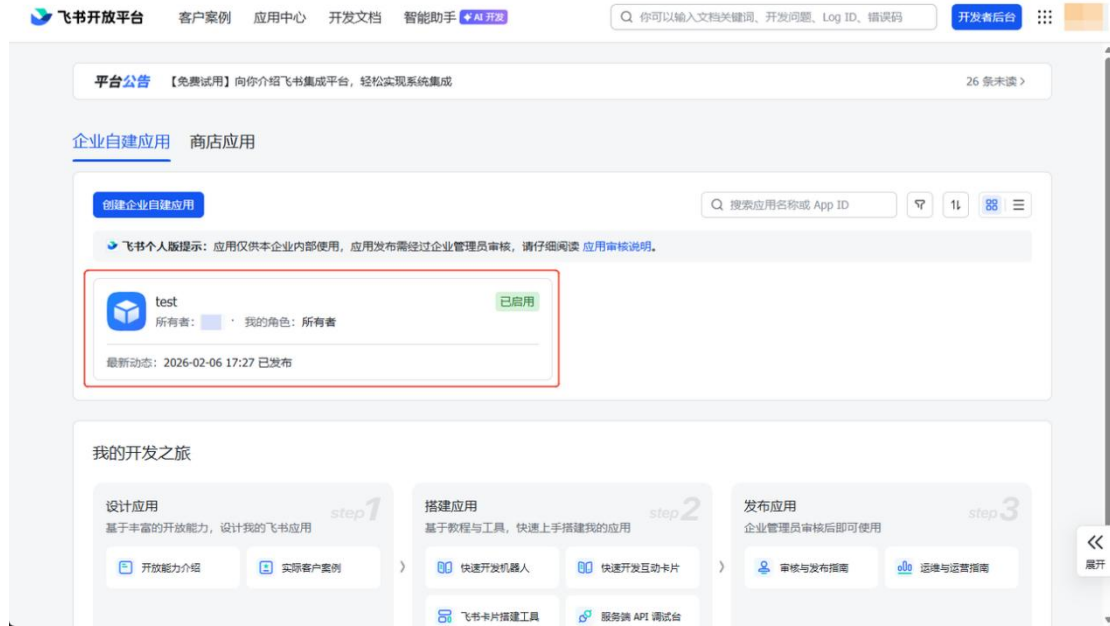 飞书开放平台 客户案例 应用中心 开发文档 智能助手 AI 开发 你可以输入文档关键词、开发问题、Log ID、错误码 开发者后台
平台公告 【免费试用】向你介绍飞书集成平台，轻松实现系统集成 26 条未读
企业自建应用 商店应用
创建企业自建应用 搜索应用名称或 App ID
飞书个人版提示：应用仅供本企业内部使用，应用发布需经过企业管理员审核，请仔细阅读 应用审核说明。
test 已启用
所有者： · 我的角色：所有者
最新动态：2026-02-06 17:27 已发布
我的开发之旅
设计应用 step 1
基于丰富的开放能力，设计我的飞书应用
开放能力介绍 实际客户案例
搭建应用 step 2
基于教程与工具，快速上手搭建我的应用
快速开发机器人 快速开发互动卡片
飞书卡片搭建工具 服务端 API 调试台
发布应用 step 3
企业管理员审核后即可使用
审核与发布指南 运维与运营指南
展开